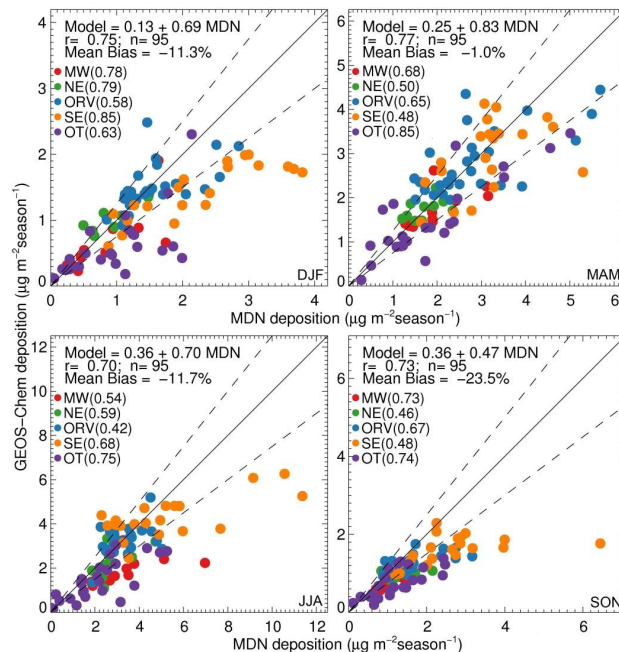 GEOS-Chem deposition (µg m⁻²season⁻¹)
4
3
2
1
0
Model = 0.13 + 0.69 MDN
r= 0.75; n= 95
Mean Bias = -11.3%
MW(0.78)
NE(0.79)
ORV(0.58)
SE(0.85)
OT(0.63)
DJF
0 1 2 3 4
MDN deposition (µg m⁻²season⁻¹)
6
5
4
3
2
1
0
Model = 0.25 + 0.83 MDN
r= 0.77; n= 95
Mean Bias = -1.0%
MW(0.68)
NE(0.50)
ORV(0.65)
SE(0.48)
OT(0.85)
MAM
0 1 2 3 4 5 6
MDN deposition (µg m⁻²season⁻¹)
12
10
8
6
4
2
0
Model = 0.36 + 0.70 MDN
r= 0.70; n= 95
Mean Bias = -11.7%
MW(0.54)
NE(0.59)
ORV(0.42)
SE(0.68)
OT(0.75)
JJA
0 2 4 6 8 10 12
MDN deposition (µg m⁻²season⁻¹)
6
4
2
0
Model = 0.36 + 0.47 MDN
r= 0.73; n= 95
Mean Bias = -23.5%
MW(0.73)
NE(0.46)
ORV(0.67)
SE(0.48)
OT(0.74)
SON
0 2 4 6
MDN deposition (µg m⁻²season⁻¹)